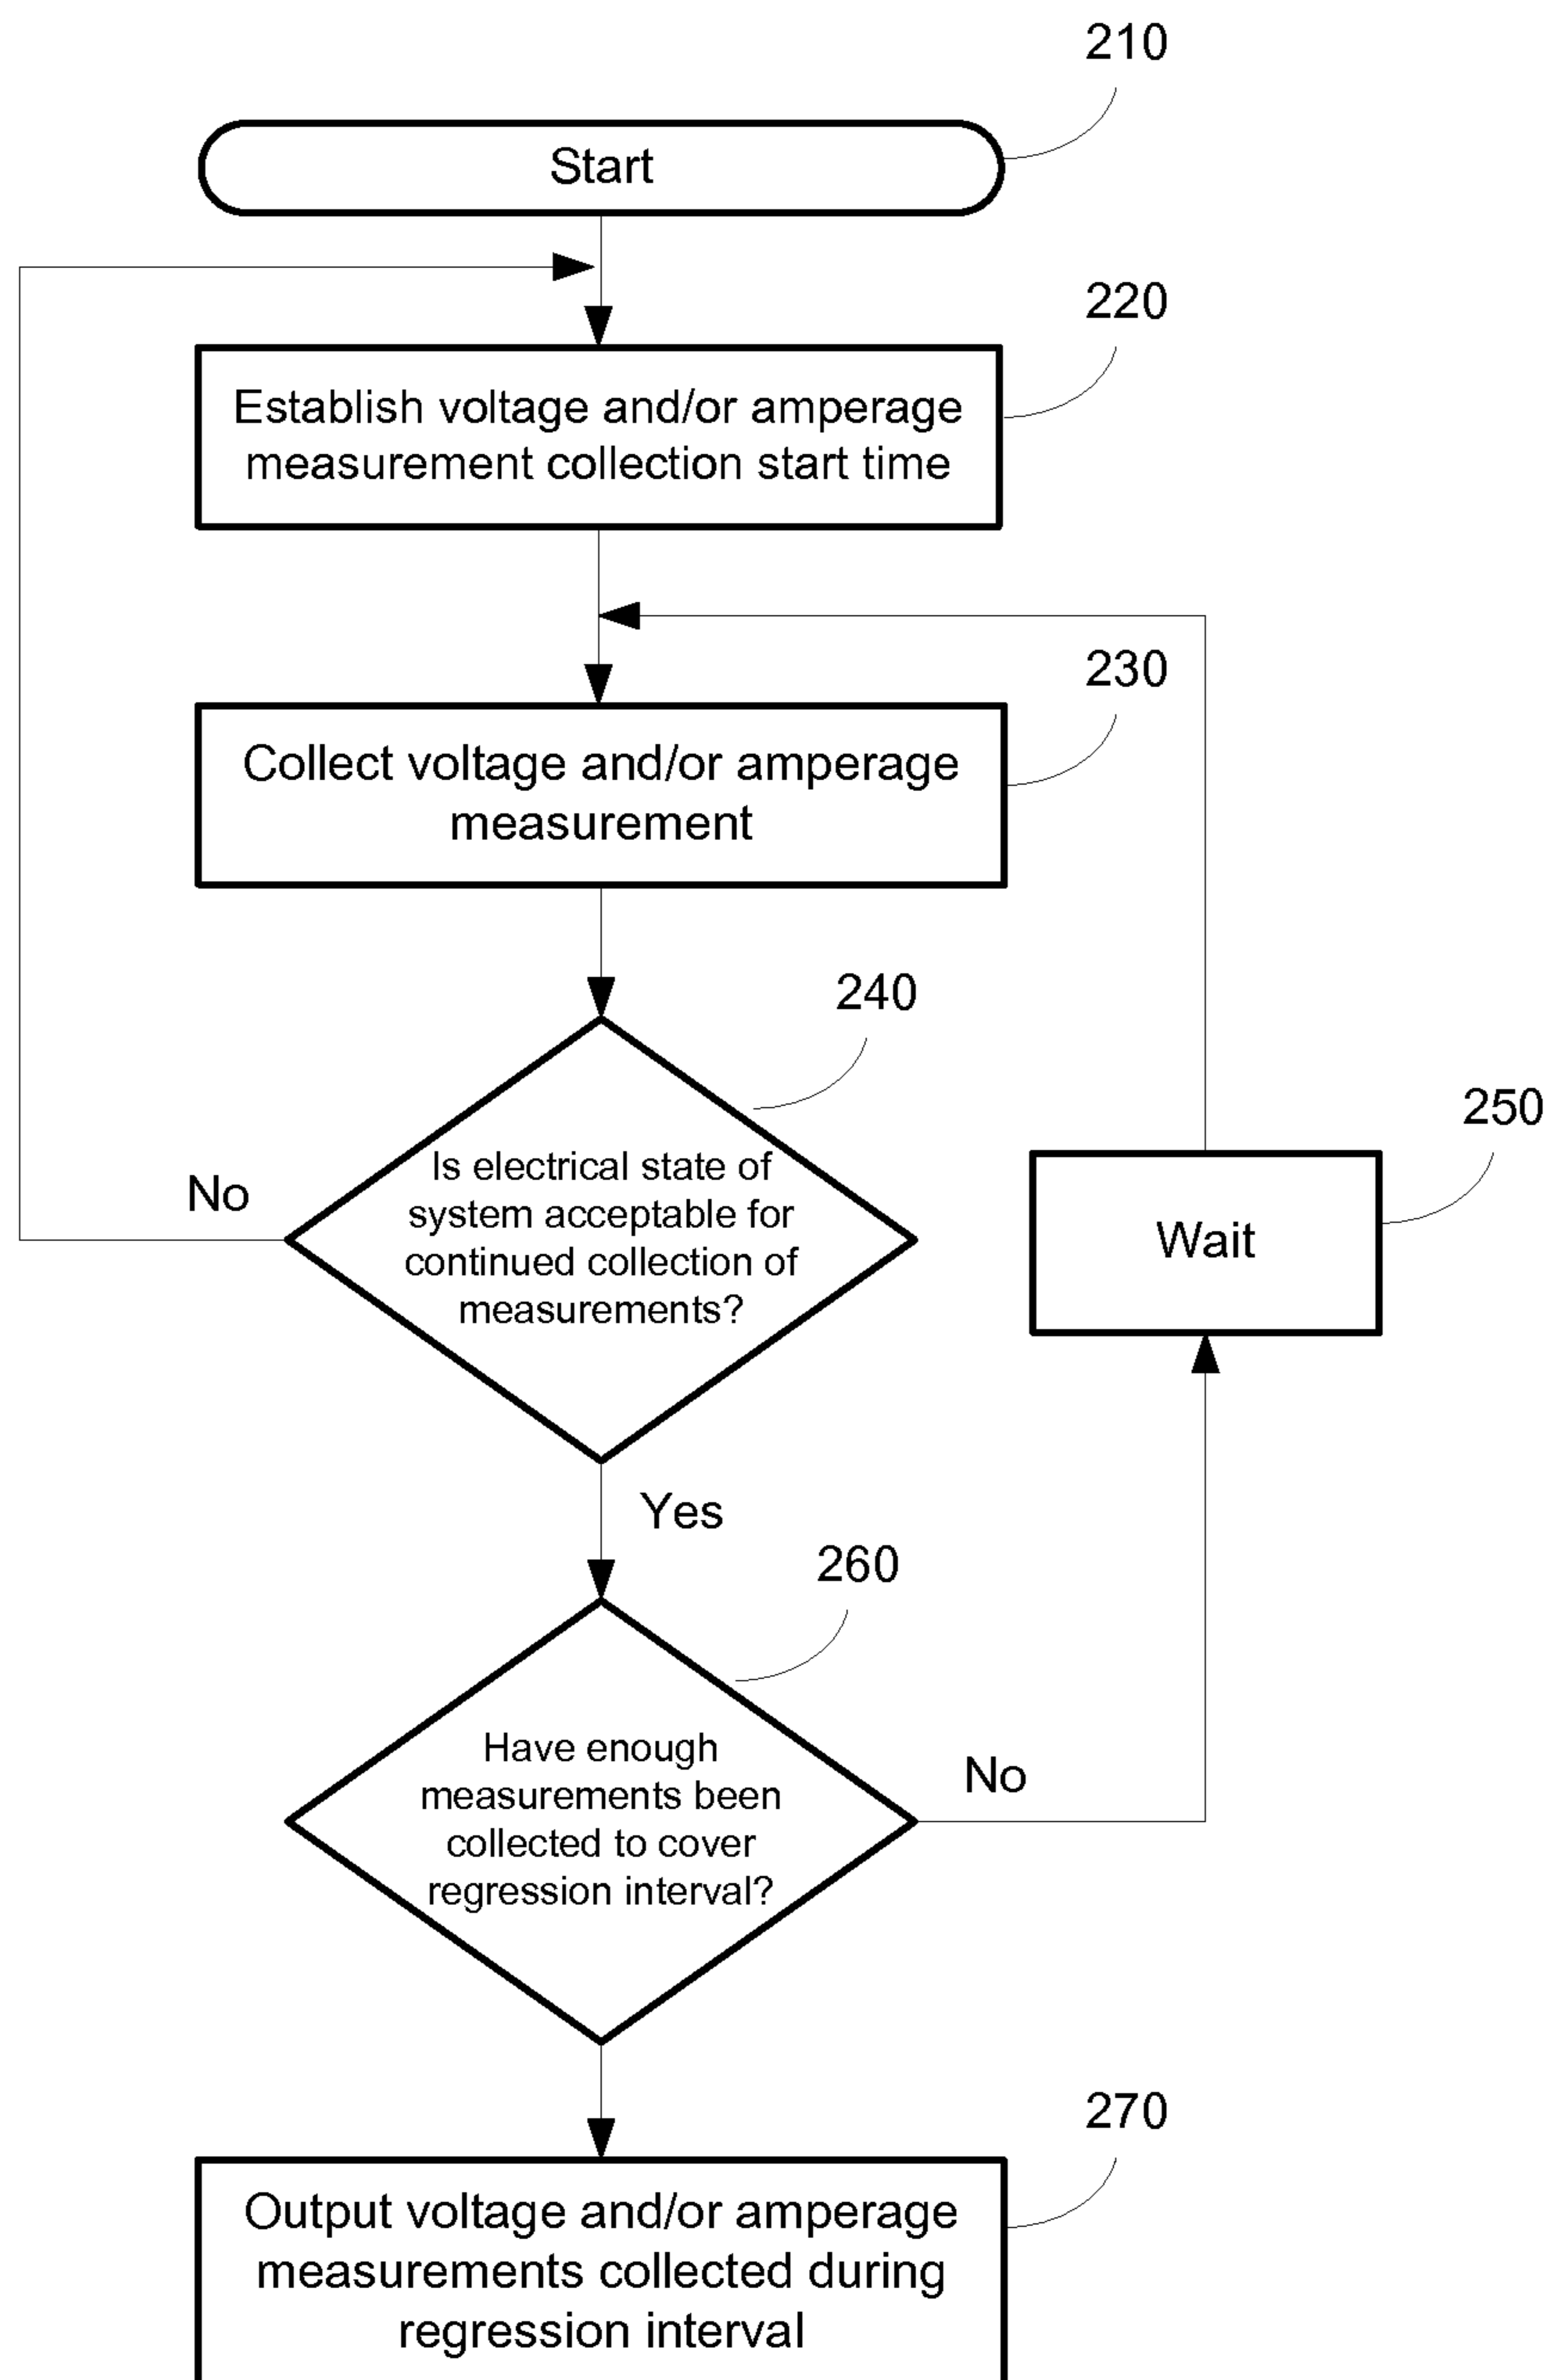 210
Start
220
Establish voltage and/or amperage
measurement collection start time
230
Collect voltage and/or amperage
measurement
240
Is electrical state of
system acceptable for
continued collection of
measurements?
No
250
Wait
Yes
260
Have enough
measurements been
collected to cover
regression interval?
No
270
Output voltage and/or amperage
measurements collected during
regression interval